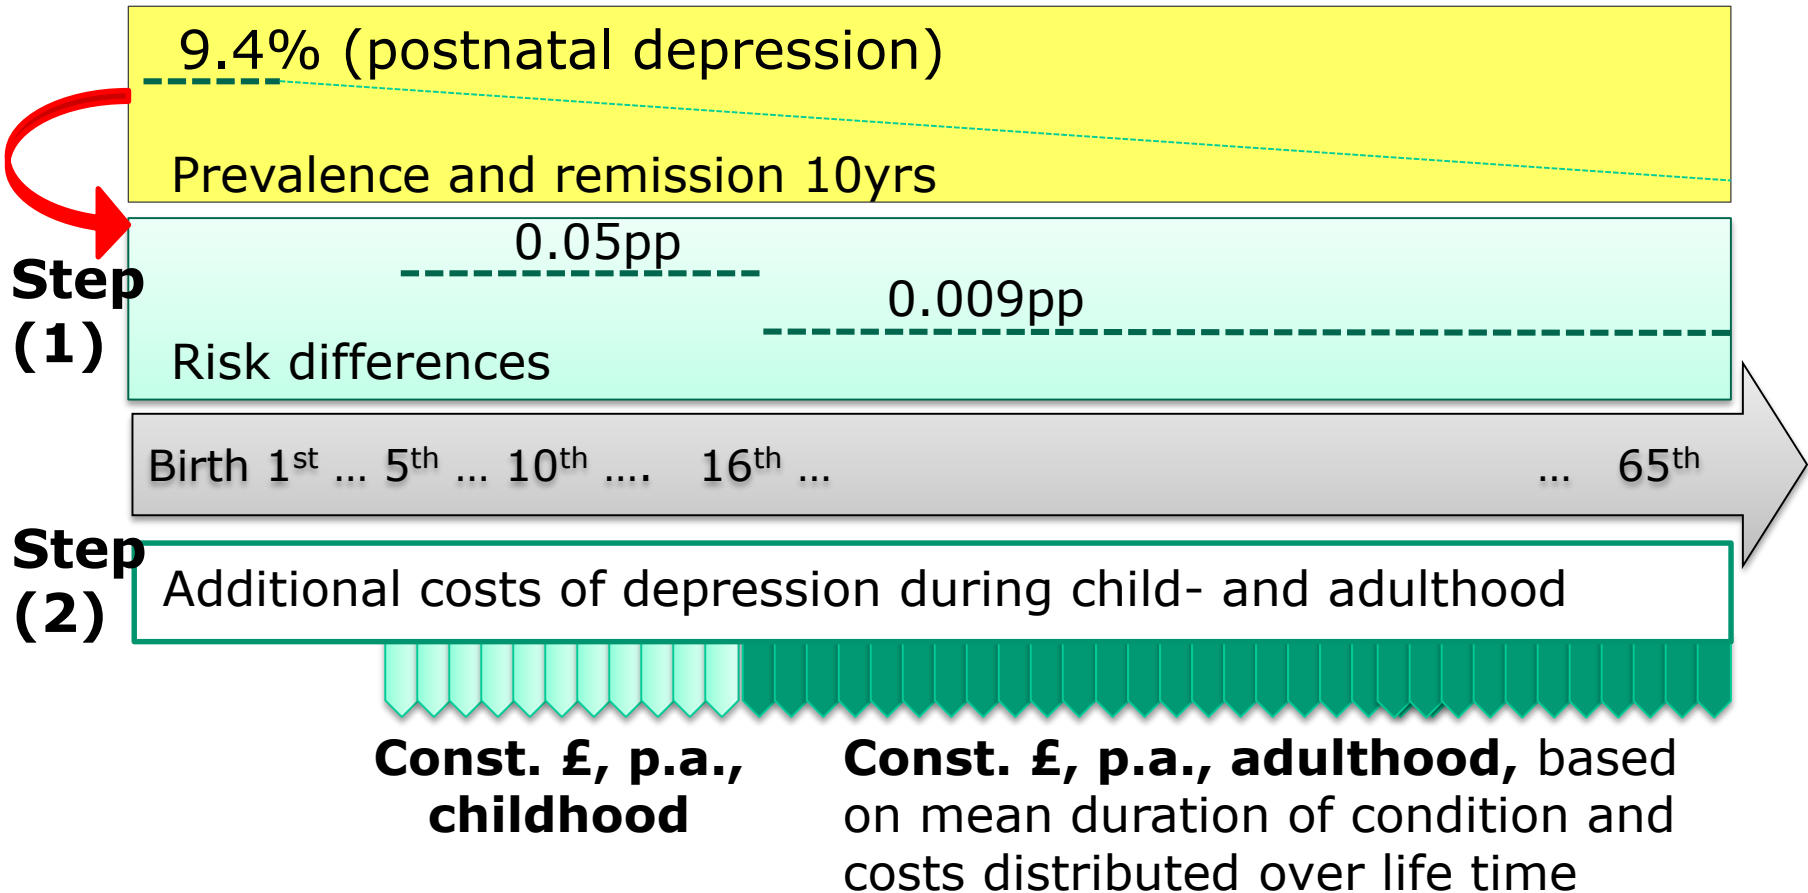 9.4% (postnatal depression)
Prevalence and remission 10yrs
Step
(1)
0.05pp
0.009pp
Risk differences
Birth 1st ... 5th ... 10th .... 16th ... ... 65th
Step
(2)
Additional costs of depression during child- and adulthood
Const. £, p.a.,
childhood
Const. £, p.a., adulthood, based
on mean duration of condition and
costs distributed over life time